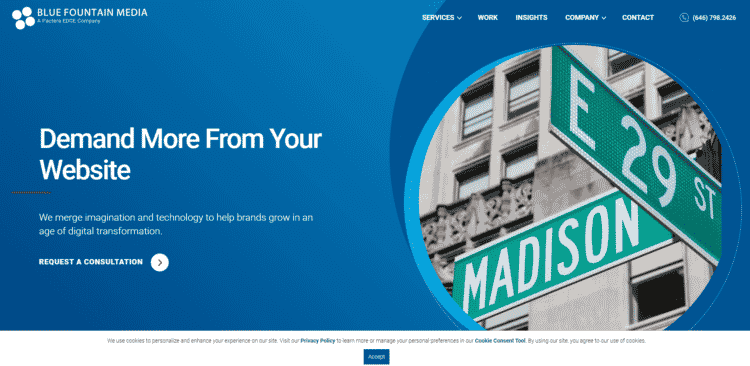 BLUE FOUNTAIN MEDIA
A Pactera EDGE Company
SERVICES
WORK
INSIGHTS
COMPANY
CONTACT
(646) 798.2426
Demand More From Your
Website
We merge imagination and technology to help brands grow in an
age of digital transformation.
REQUEST A CONSULTATION
E 29 ST
MADISON
We use cookies to personalize and enhance your experience on our site. Visit our Privacy Policy to learn more or manage your personal preferences in our Cookie Consent Tool. By using our site, you agree to our use of cookies.
Accept